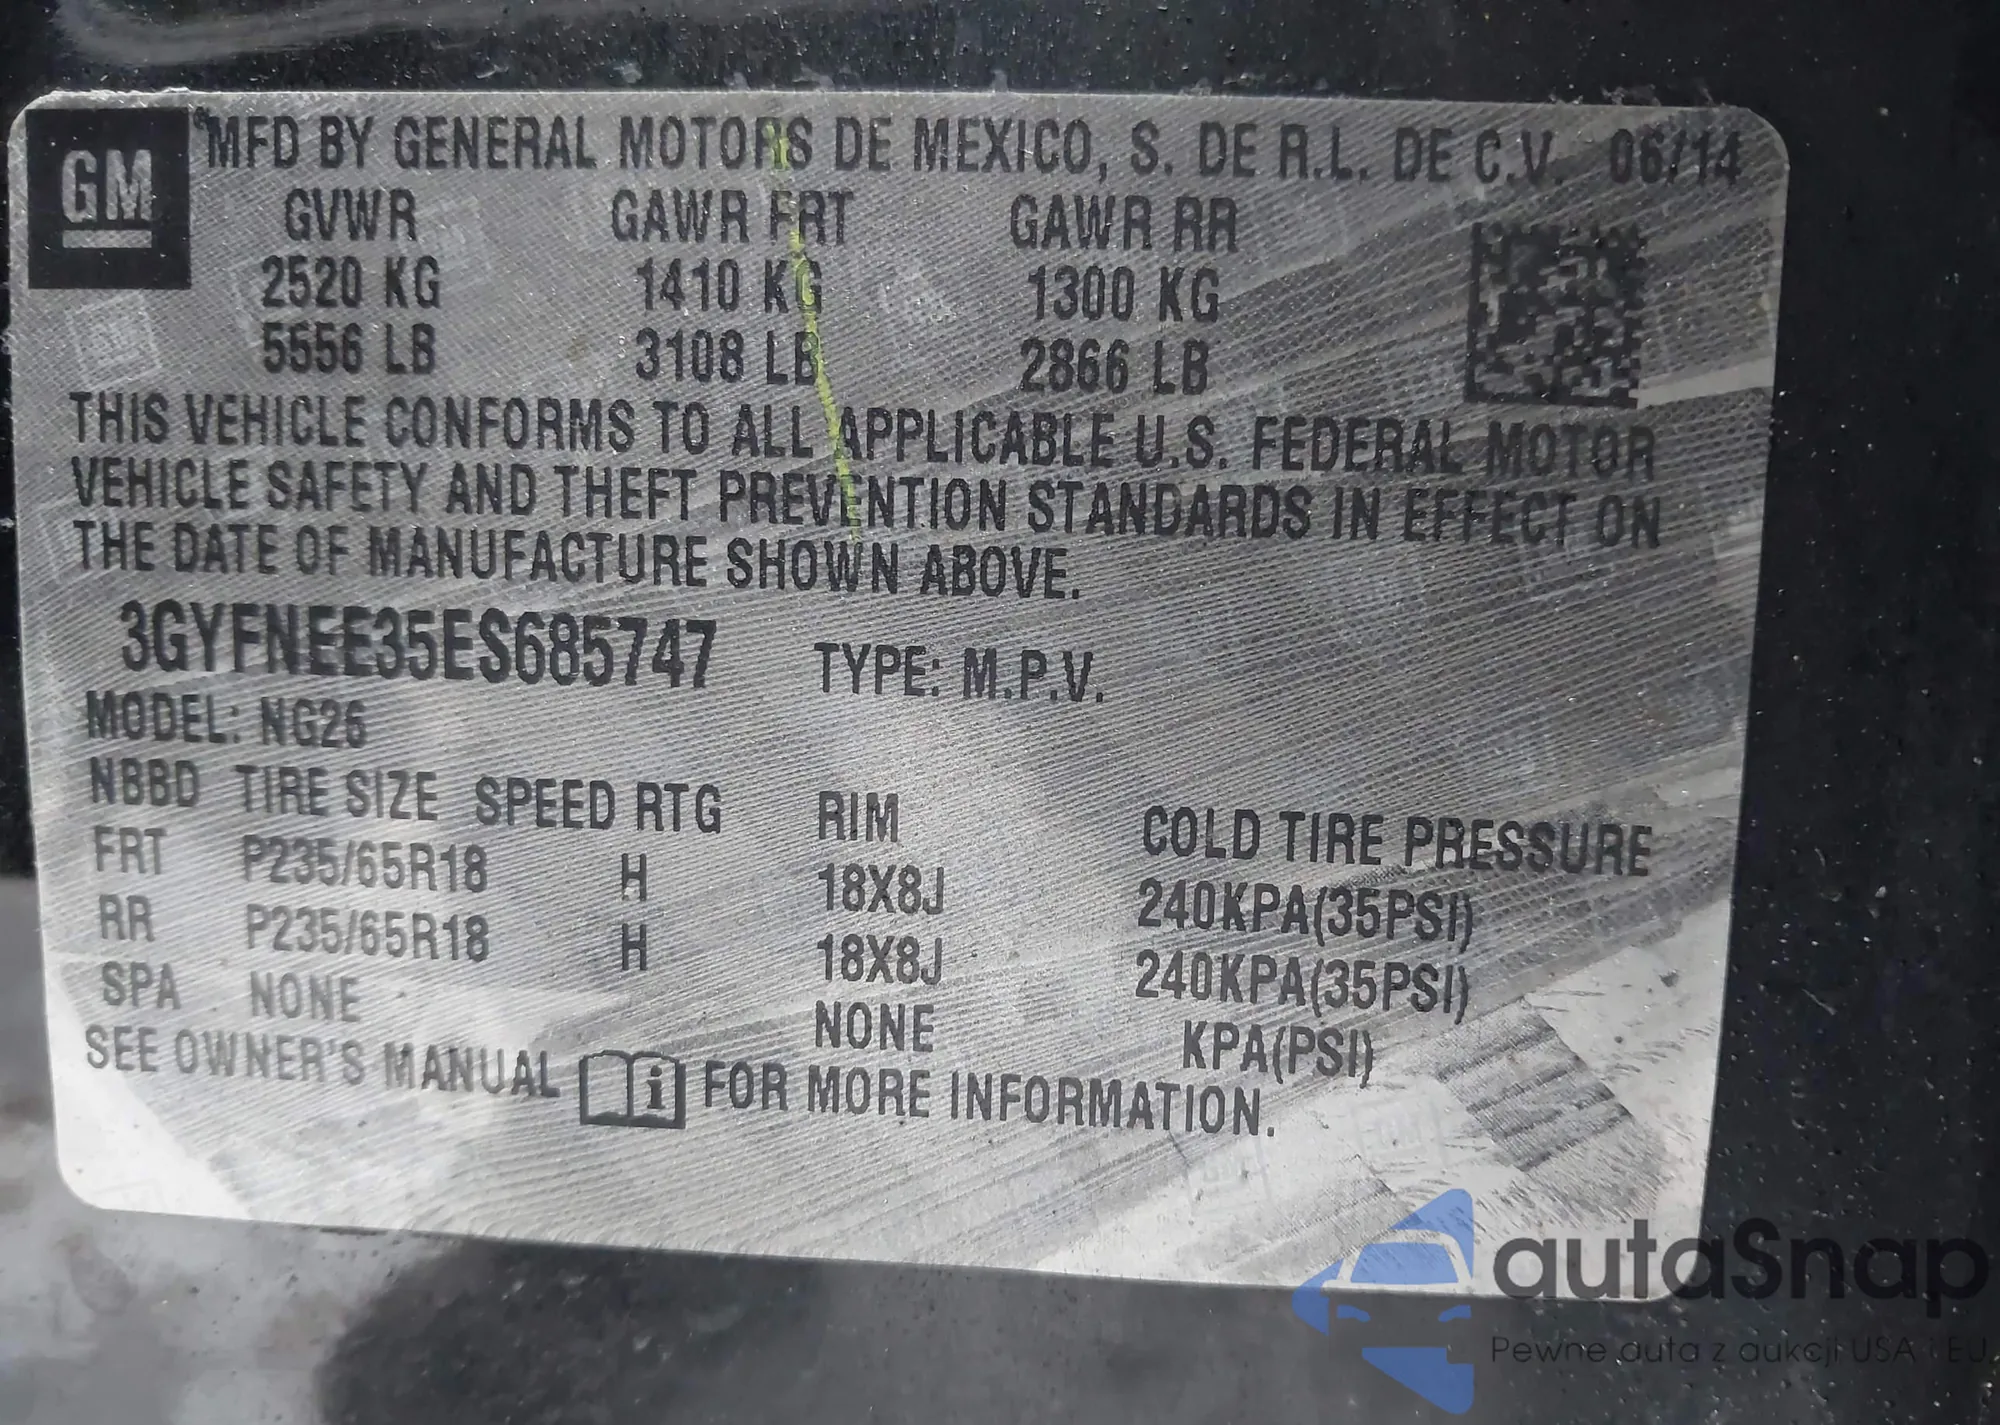 GM
MFD BY GENERAL MOTORS DE MEXICO, S. DE R.L. DE C.V. 06/14
GVWR GAWR FRT GAWR RR
2520 KG 1410 KG 1300 KG
5556 LB 3108 LB 2866 LB
THIS VEHICLE CONFORMS TO ALL APPLICABLE U.S. FEDERAL MOTOR
VEHICLE SAFETY AND THEFT PREVENTION STANDARDS IN EFFECT ON
THE DATE OF MANUFACTURE SHOWN ABOVE.
3GYFNEE35ES685747 TYPE: M.P.V.
MODEL: NG26
NBBD TIRE SIZE SPEED RTG RIM COLD TIRE PRESSURE
FRT P235/65R18 H 18X8J 240KPA(35PSI)
RR P235/65R18 H 18X8J 240KPA(35PSI)
SPA NONE NONE KPA(PSI)
SEE OWNER'S MANUAL i FOR MORE INFORMATION.
autaSnap
Pewne auta z aukcji USA i EU